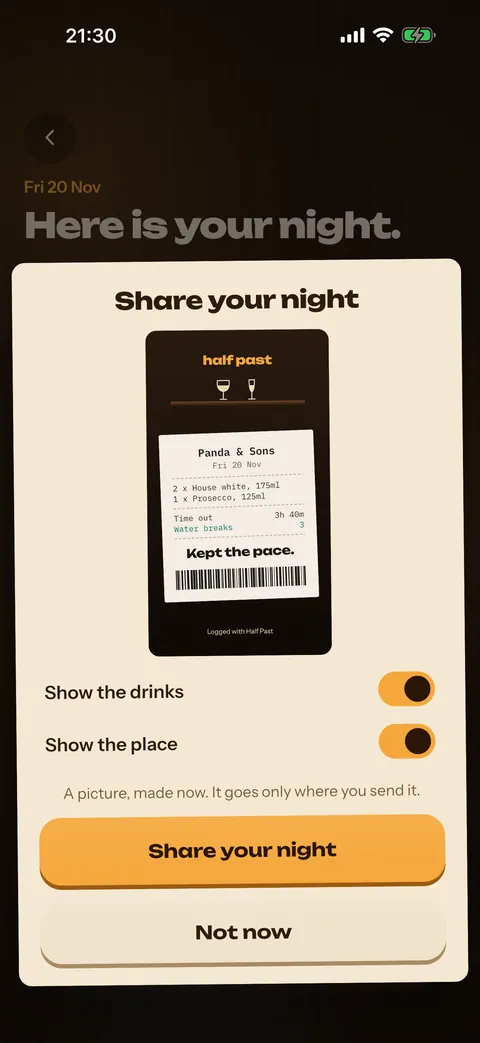 21:30
Fri 20 Nov
Here is your night.
Share your night
half past
Panda & Sons
Fri 20 Nov
2 x House white, 175ml
1 x Prosecco, 125ml
Time out 3h 40m
Water breaks 3
Kept the pace.
Logged with Half Past
Show the drinks
Show the place
A picture, made now. It goes only where you send it.
Share your night
Not now